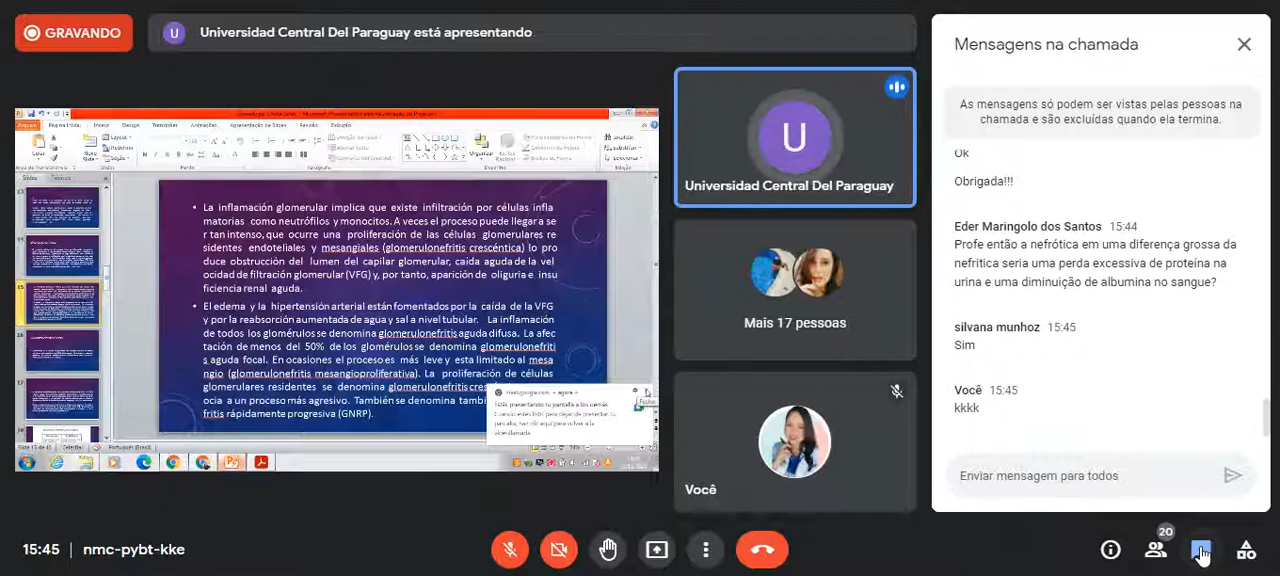 GRAVANDO
U
Universidad Central Del Paraguay está apresentando
La inflamación glomerular implica que existe infiltración por células infla
matorias como neutrófilos y monocitos. A veces el proceso puede llegar a se
r tan intenso, que ocurre una proliferación de las células glomerulares re
sidentes endoteliales y mesangiales (glomerulonefritis crescéntica) lo pro
duce obstrucción del lumen del capilar glomerular, caída aguda de la vel
ocidad de filtración glomerular (VFG) y, por tanto, aparición de oliguria e insu
ficiencia renal aguda.
El edema y la hipertensión arterial están fomentados por la caída de la VFG
y por la reabsorción aumentada de agua y sal a nivel tubular. La inflamación
de todos los glomérulos se denomina glomerulonefritis aguda difusa. La afec
tación de menos del 50% de los glomérulos se denomina glomerulonefriti
s aguda focal. En ocasiones el proceso es más leve y esta limitado al mesa
ngio (glomerulonefritis mesangioproliferativa). La proliferación de células
glomerulares residentes se denomina glomerulonefritis
ocia a un proceso más agresivo. También se denomina
fritis rápidamente progresiva (GNRP).
U
Universidad Central Del Paraguay
Mais 17 pessoas
Você
Mensagens na chamada
As mensagens só podem ser vistas pelas pessoas na
chamada e são excluídas quando ela termina.
Ok
Obrigada!!!
Eder Maringolo dos Santos 15:44
Profe então a nefrótica em uma diferença grossa da
nefritica seria uma perda excessiva de proteína na
urina e uma diminuição de albumina no sangue?
silvana munhoz 15:45
Sim
Você 15:45
kkkk
Enviar mensagem para todos
15:45 | nmc-pybt-kke
20